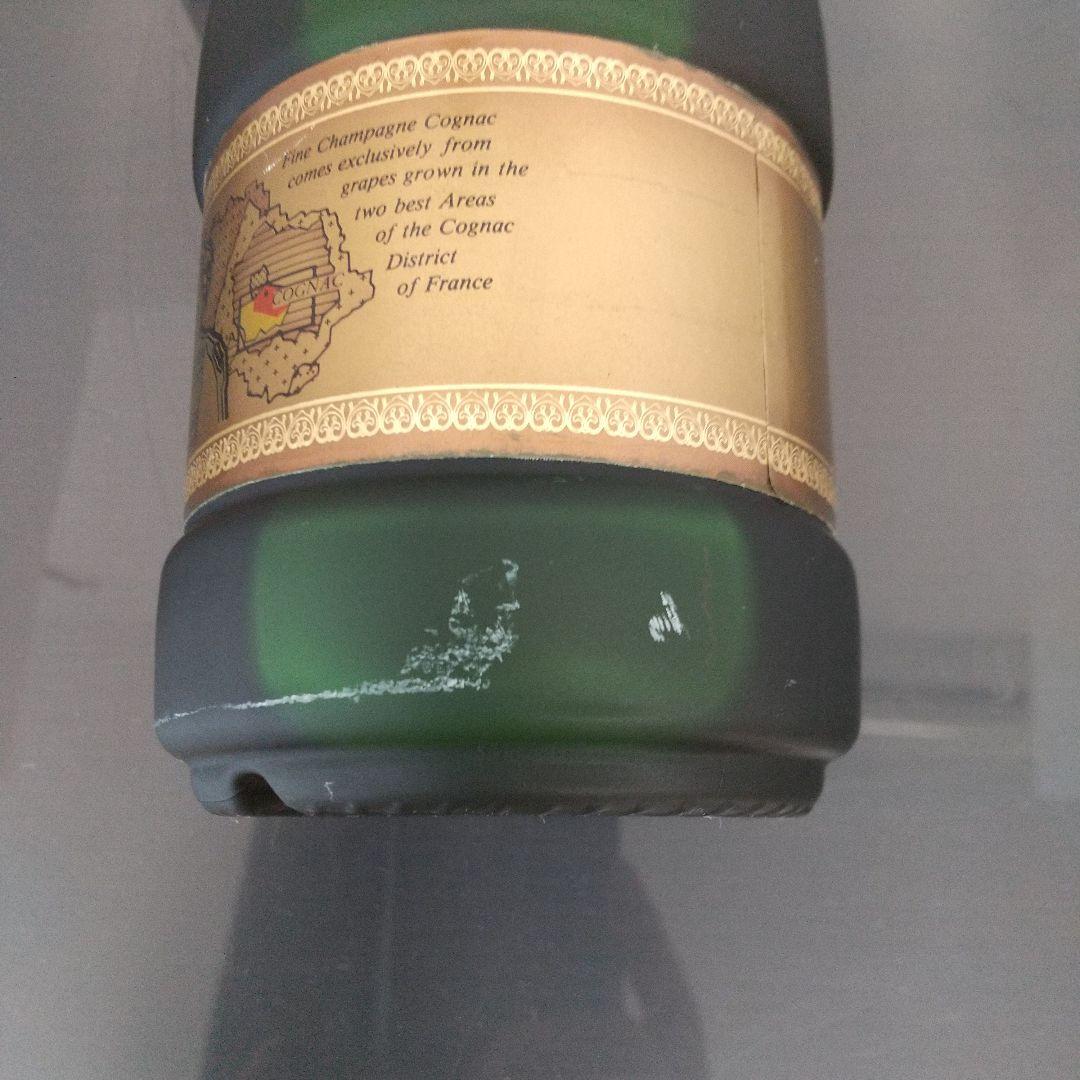 Fine Champagne Cognac
comes exclusively from
grapes grown in the
two best Areas
of the Cognac
District
of France
COGNAC